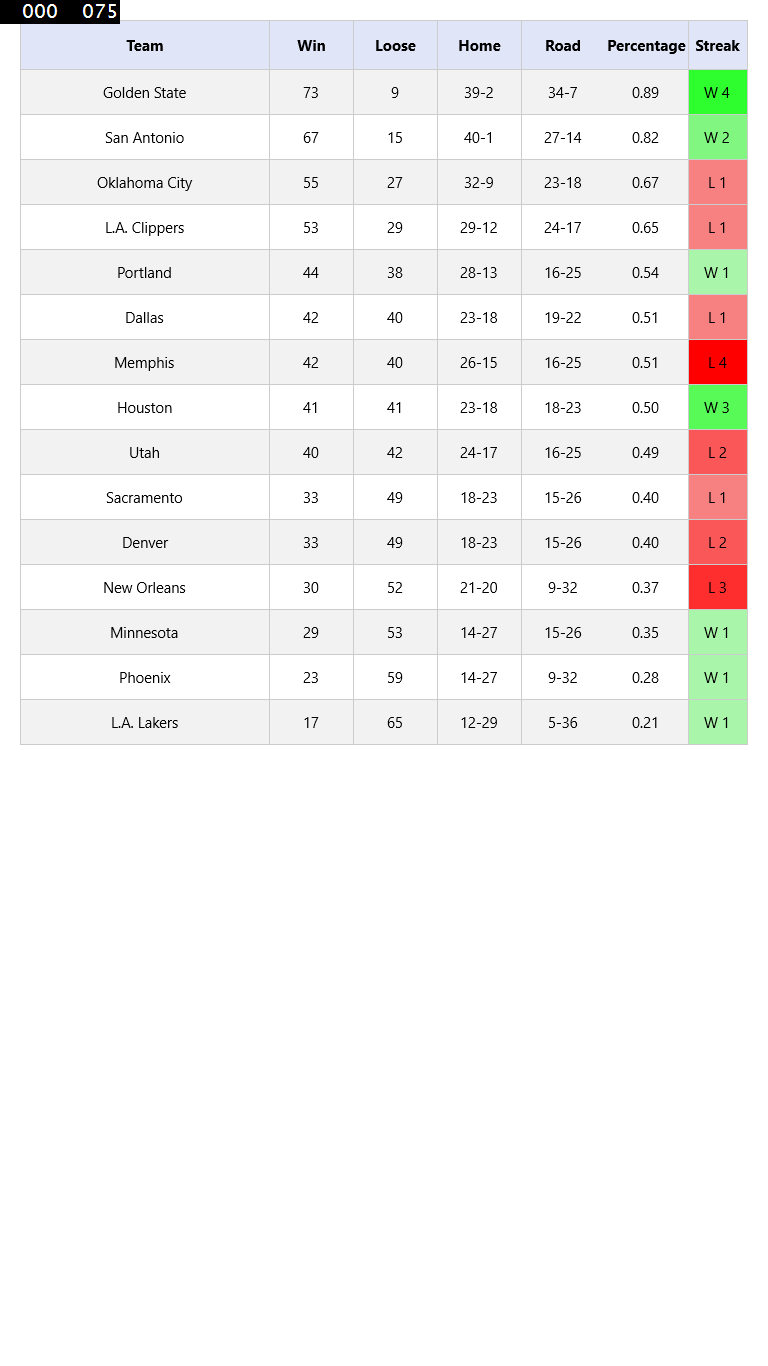 000 075
Team Win Loose Home Road Percentage Streak
Golden State 73 9 39-2 34-7 0.89 W 4
San Antonio 67 15 40-1 27-14 0.82 W 2
Oklahoma City 55 27 32-9 23-18 0.67 L 1
L.A. Clippers 53 29 29-12 24-17 0.65 L 1
Portland 44 38 28-13 16-25 0.54 W 1
Dallas 42 40 23-18 19-22 0.51 L 1
Memphis 42 40 26-15 16-25 0.51 L 4
Houston 41 41 23-18 18-23 0.50 W 3
Utah 40 42 24-17 16-25 0.49 L 2
Sacramento 33 49 18-23 15-26 0.40 L 1
Denver 33 49 18-23 15-26 0.40 L 2
New Orleans 30 52 21-20 9-32 0.37 L 3
Minnesota 29 53 14-27 15-26 0.35 W 1
Phoenix 23 59 14-27 9-32 0.28 W 1
L.A. Lakers 17 65 12-29 5-36 0.21 W 1